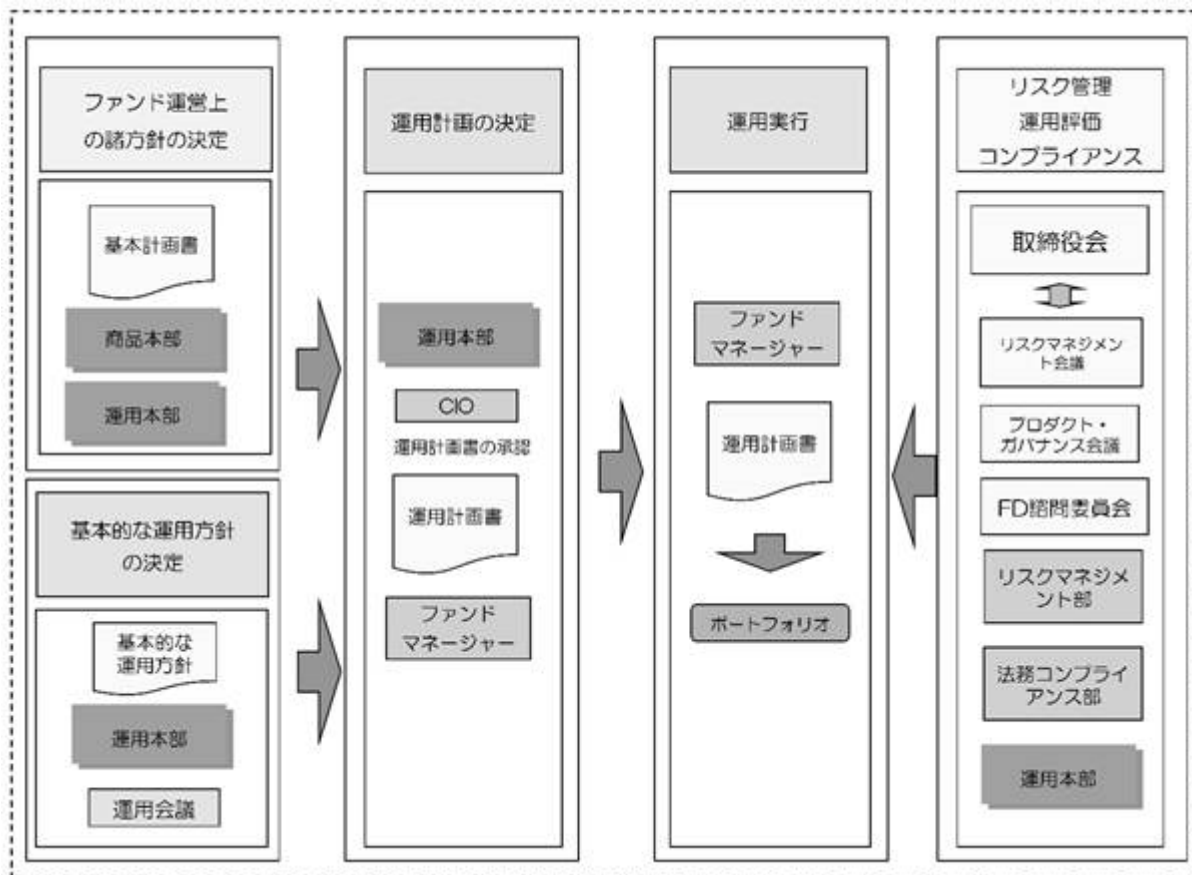 ファンド運営上
の諸方針の決定
基本計画書
商品本部
運用本部
基本的な運用方針
の決定
基本的な
運用方針
運用本部
運用会議
運用計画の決定
運用本部
CIO
運用計画書の承認
運用計画書
ファンド
マネージャー
運用実行
ファンド
マネージャー
運用計画書
ポートフォリオ
リスク管理
運用評価
コンプライアンス
取締役会
リスクマネジメン
ト会議
プロダクト・
ガバナンス会議
FD諮問委員会
リスクマネジメ
ント部
法務コンプライ
アンス部
運用本部